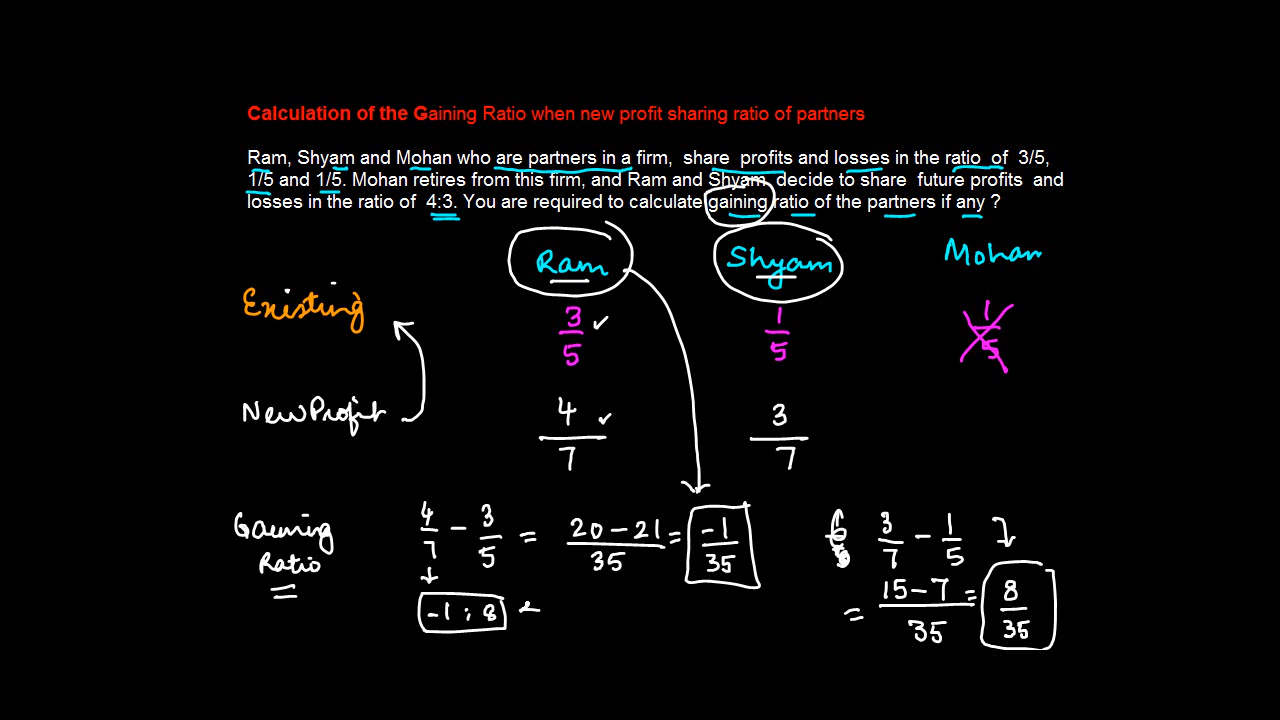 Calculation of the Gaining Ratio when new profit sharing ratio of partners
Ram, Shyam and Mohan who are partners in a firm, share profits and losses in the ratio of 3/5,
1/5 and 1/5. Mohan retires from this firm, and Ram and Shyam, decide to share future profits and
losses in the ratio of 4:3. You are required to calculate gaining ratio of the partners if any ?
Ram Shyam Mohan
Existing 3/5 ✓ 1/5 1/5
New Profit 4/7 ✓ 3/7
Gaining Ratio 4/7 - 3/5 = 20-21/35 = -1/35 3/7 - 1/5
-1 : 8 = 15-7/35 = 8/35